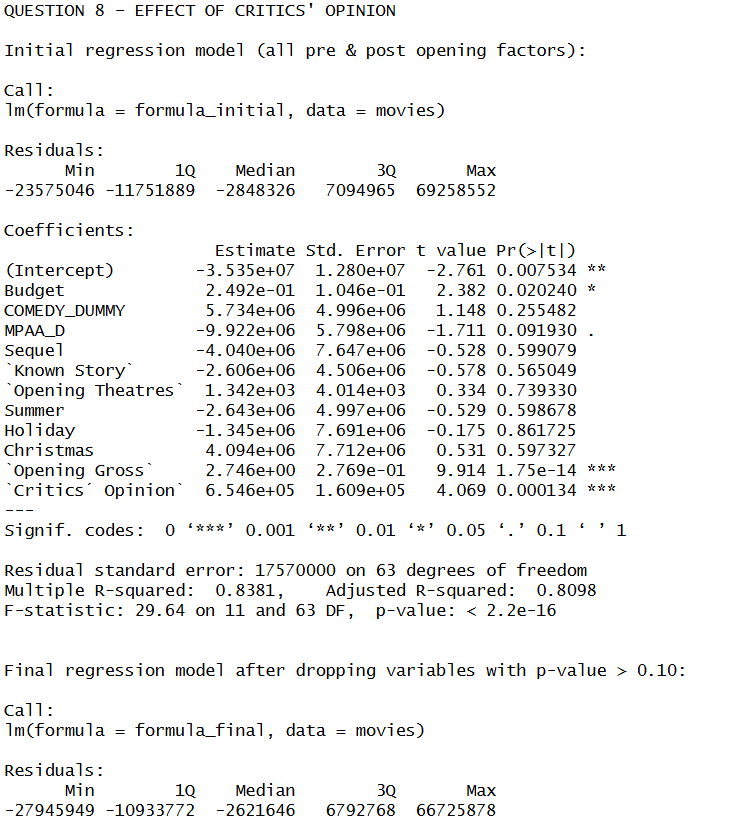 QUESTION 8 – EFFECT OF CRITICS' OPINION
Initial regression model (all pre & post opening factors):
Call:
lm(formula = formula_initial, data = movies)
Residuals:
      Min        1Q    Median        3Q       Max
-23575046 -11751889  -2848326   7094965  69258552
Coefficients:
                     Estimate Std. Error t value Pr(>|t|)
(Intercept)        -3.535e+07  1.280e+07  -2.761 0.007534 **
Budget              2.492e-01  1.046e-01   2.382 0.020240 *
COMEDY_DUMMY        5.734e+06  4.996e+06   1.148 0.255482
MPAA_D             -9.922e+06  5.798e+06  -1.711 0.091930 .
Sequel             -4.040e+06  7.647e+06  -0.528 0.599079
`Known Story`      -2.606e+06  4.506e+06  -0.578 0.565049
`Opening Theatres`  1.342e+03  4.014e+03   0.334 0.739330
Summer             -2.643e+06  4.997e+06  -0.529 0.598678
Holiday            -1.345e+06  7.691e+06  -0.175 0.861725
Christmas           4.094e+06  7.712e+06   0.531 0.597327
`Opening Gross`     2.746e+00  2.769e-01   9.914 1.75e-14 ***
`Critics´ Opinion`  6.546e+05  1.609e+05   4.069 0.000134 ***
---
Signif. codes:  0 ‘***’ 0.001 ‘**’ 0.01 ‘*’ 0.05 ‘.’ 0.1 ‘ ’ 1
Residual standard error: 17570000 on 63 degrees of freedom
Multiple R-squared:  0.8381,    Adjusted R-squared:  0.8098
F-statistic: 29.64 on 11 and 63 DF,  p-value: < 2.2e-16
Final regression model after dropping variables with p-value > 0.10:
Call:
lm(formula = formula_final, data = movies)
Residuals:
      Min        1Q    Median        3Q       Max
-27945949 -10933772  -2621646   6792768  66725878